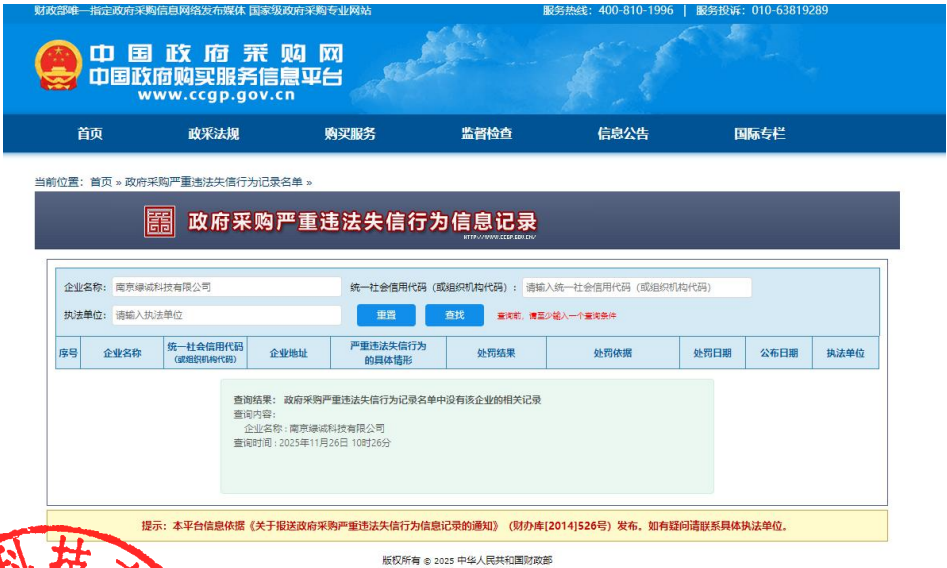 财政部唯一指定政府采购信息网络发布媒体 国家级政府采购专业网站 服务热线：400-810-1996 | 服务投诉：010-63819289
中国政府采购网
中国政府购买服务信息平台
www.ccgp.gov.cn
首页 政采法规 购买服务 监督检查 信息公告 国际专栏
当前位置：首页 » 政府采购严重违法失信行为记录名单 »
政府采购严重违法失信行为信息记录
HTTP://WWW.CCGP.GOV.CN/
企业名称：南京绿诚科技有限公司 统一社会信用代码（或组织机构代码）：请输入统一社会信用代码（或组织机构代码）
执法单位：请输入执法单位 重置 查找 查询前，请至少输入一个查询条件
序号 企业名称 统一社会信用代码（或组织机构代码） 企业地址 严重违法失信行为的具体情形 处罚结果 处罚依据 处罚日期 公布日期 执法单位
查询结果： 政府采购严重违法失信行为记录名单中没有该企业的相关记录
查询内容：
企业名称 : 南京绿诚科技有限公司
查询时间 : 2025年11月26日 10时26分
提示：本平台信息依据《关于报送政府采购严重违法失信行为信息记录的通知》（财办库[2014]526号）发布，如有疑问请联系具体执法单位。
版权所有 © 2025 中华人民共和国财政部
科技